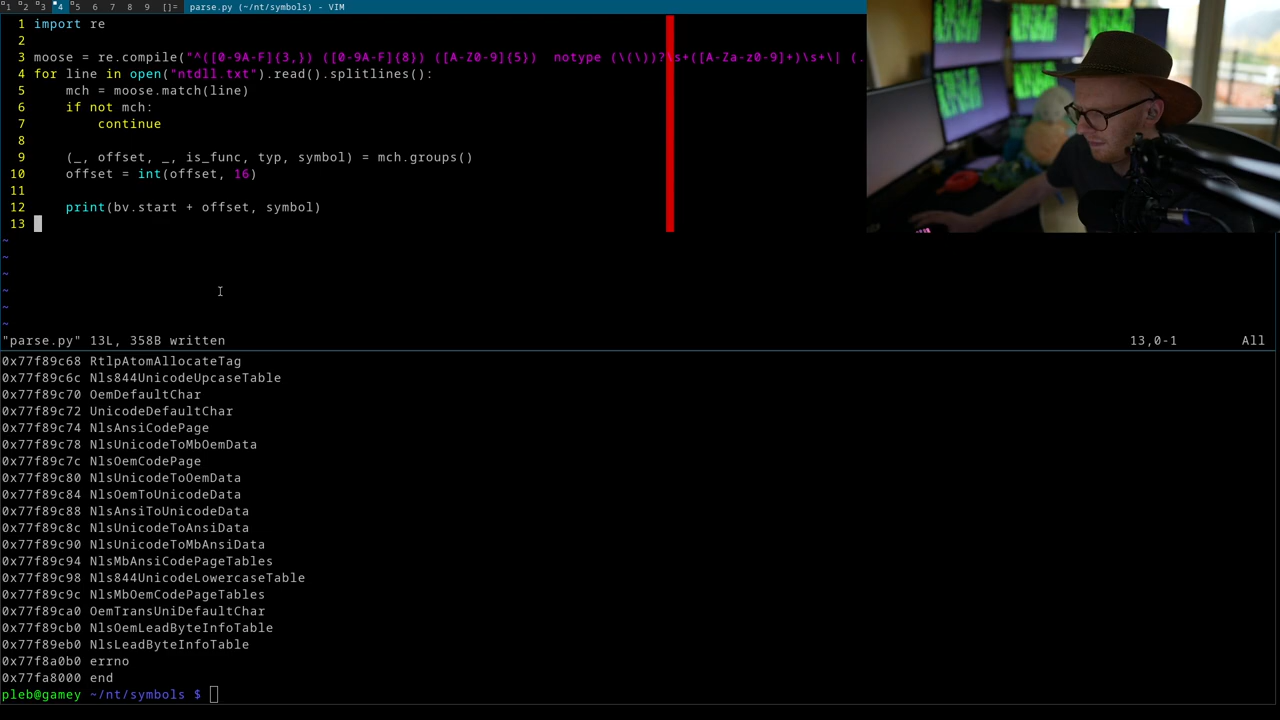 1 2 3 4 5 6 7 8 9 []= parse.py (~/nt/symbols) - VIM
1 import re
2
3 moose = re.compile("^([0-9A-F]{3,}) ([0-9A-F]{8}) ([A-Z0-9]{5})  notype (\(\))?\s+([A-Za-z0-9]+)\s+\| (.
4 for line in open("ntdll.txt").read().splitlines():
5     mch = moose.match(line)
6     if not mch:
7         continue
8
9     (_, offset, _, is_func, typ, symbol) = mch.groups()
10     offset = int(offset, 16)
11
12     print(bv.start + offset, symbol)
13
~
~
~
~
~
~
"parse.py" 13L, 358B written 13,0-1 All
0x77f89c68 RtlpAtomAllocateTag
0x77f89c6c Nls844UnicodeUpcaseTable
0x77f89c70 OemDefaultChar
0x77f89c72 UnicodeDefaultChar
0x77f89c74 NlsAnsiCodePage
0x77f89c78 NlsUnicodeToMbOemData
0x77f89c7c NlsOemCodePage
0x77f89c80 NlsUnicodeToOemData
0x77f89c84 NlsOemToUnicodeData
0x77f89c88 NlsAnsiToUnicodeData
0x77f89c8c NlsUnicodeToAnsiData
0x77f89c90 NlsUnicodeToMbAnsiData
0x77f89c94 NlsMbAnsiCodePageTables
0x77f89c98 Nls844UnicodeLowercaseTable
0x77f89c9c NlsMbOemCodePageTables
0x77f89ca0 OemTransUniDefaultChar
0x77f89cb0 NlsOemLeadByteInfoTable
0x77f89eb0 NlsLeadByteInfoTable
0x77f8a0b0 errno
0x77fa8000 end
pleb@gamey ~/nt/symbols $